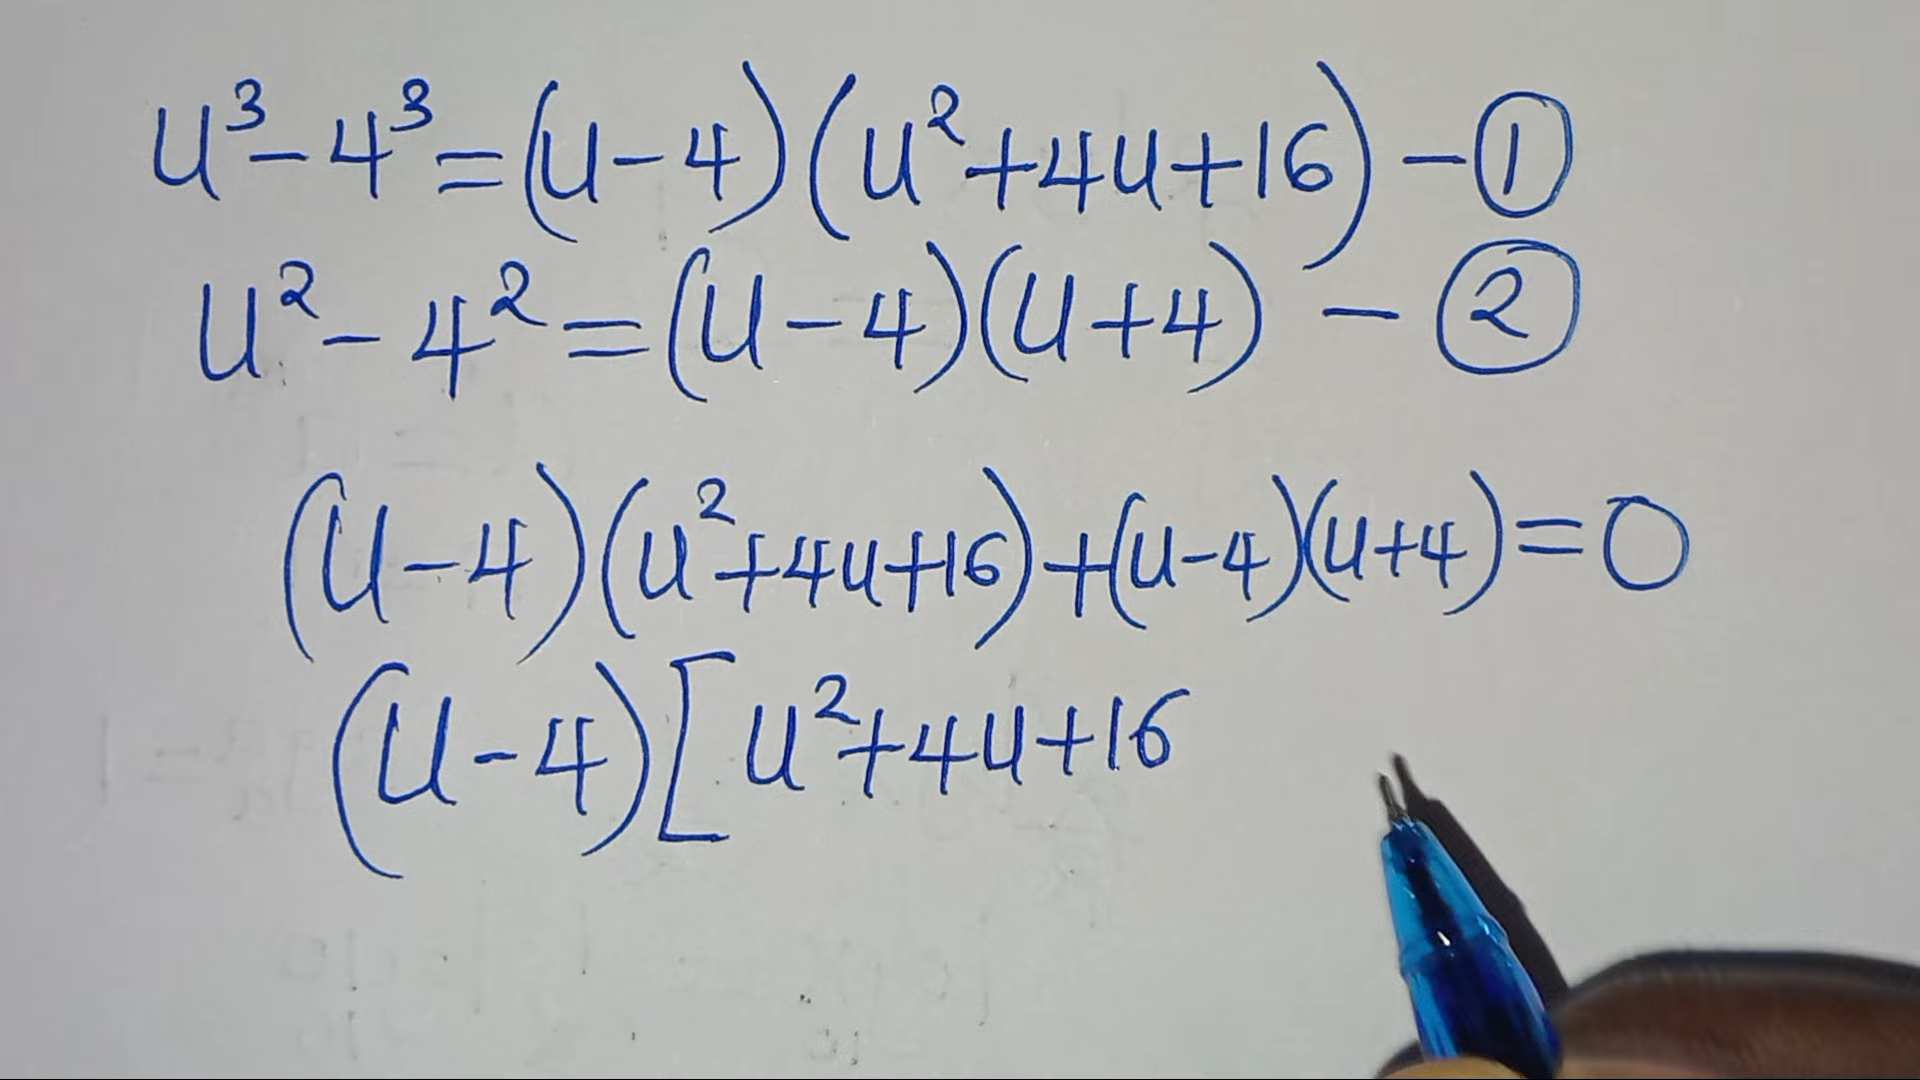 u³-4³=(u-4)(u²+4u+16) -①
u²-4²=(u-4)(u+4) -②
(u-4)(u²+4u+16)+(u-4)(u+4)=0
(u-4)[u²+4u+16